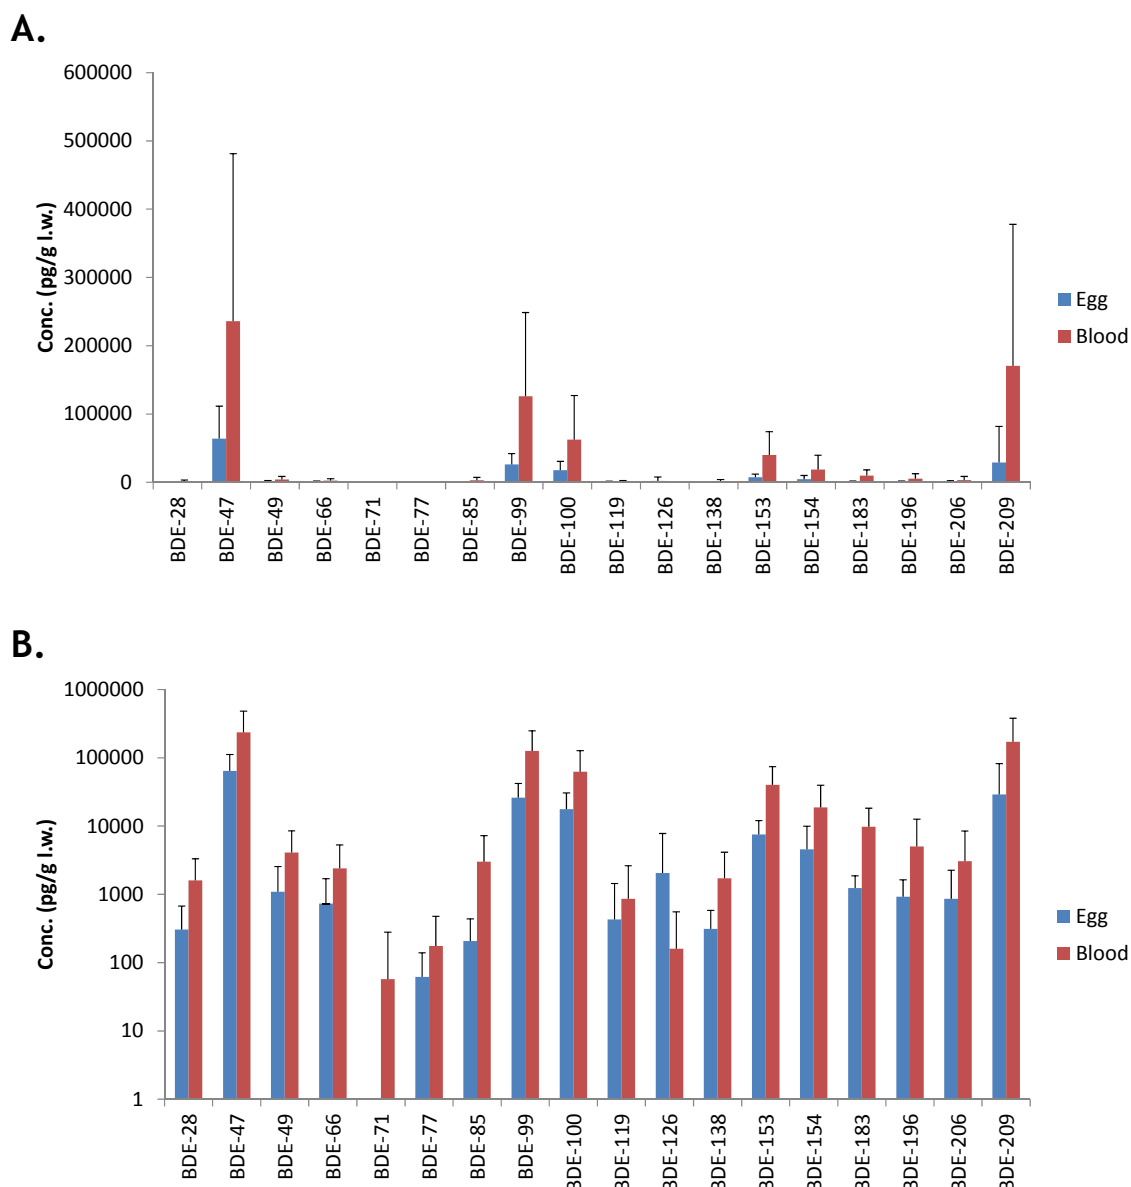 A.
600000
500000
400000
300000
200000
100000
0
Conc. (pg/g l.w.)
BDE-28
BDE-47
BDE-49
BDE-66
BDE-71
BDE-77
BDE-85
BDE-99
BDE-100
BDE-119
BDE-126
BDE-138
BDE-153
BDE-154
BDE-183
BDE-196
BDE-206
BDE-209
Egg
Blood
B.
1000000
100000
10000
1000
100
10
1
Conc. (pg/g l.w.)
BDE-28
BDE-47
BDE-49
BDE-66
BDE-71
BDE-77
BDE-85
BDE-99
BDE-100
BDE-119
BDE-126
BDE-138
BDE-153
BDE-154
BDE-183
BDE-196
BDE-206
BDE-209
Egg
Blood